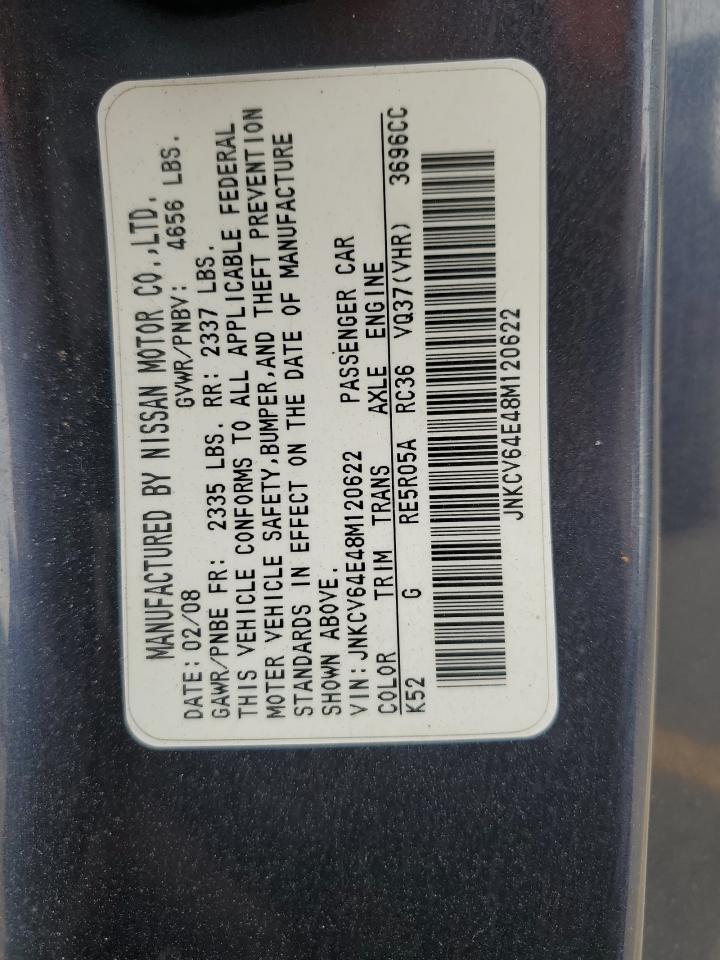 MANUFACTURED BY NISSAN MOTOR CO.,LTD.
DATE: 02/08 GVWR/PNBV: 4656 LBS.
GAWR/PNBE FR: 2335 LBS. RR: 2337 LBS.
THIS VEHICLE CONFORMS TO ALL APPLICABLE FEDERAL
MOTER VEHICLE SAFETY,BUMPER,AND THEFT PREVENTION
STANDARDS IN EFFECT ON THE DATE OF MANUFACTURE
SHOWN ABOVE.
VIN: JNKCV64E48M120622 PASSENGER CAR
COLOR TRIM TRANS AXLE ENGINE
K52 G RE5R05A RC36 VQ37(VHR) 3696CC
JNKCV64E48M120622